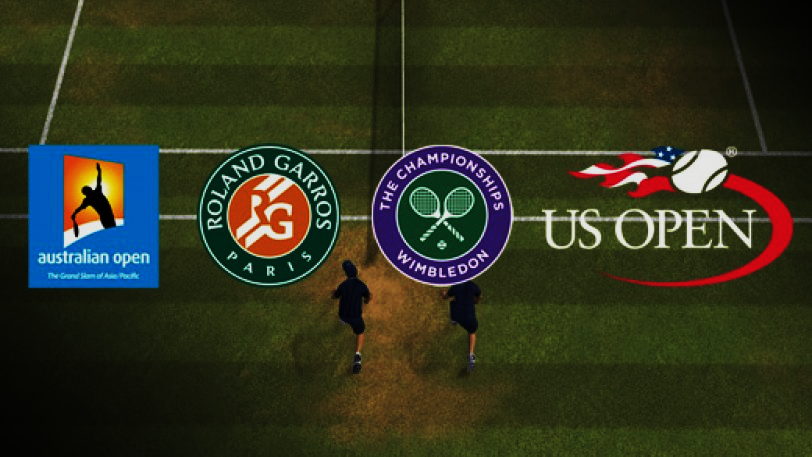 australian open
The Grand Slam of Asia/Pacific
ROLAND GARROS
PARIS
RG
THE CHAMPIONSHIPS
WIMBLEDON
US OPEN
®